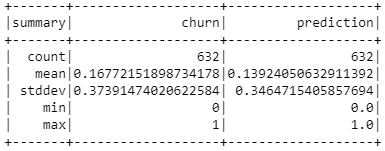 +-------+-------------------+-------------------+
|summary|              churn|         prediction|
+-------+-------------------+-------------------+
|  count|                632|                632|
|   mean|0.16772151898734178|0.13924050632911392|
| stddev|0.37391474020622584| 0.3464715405857694|
|    min|                  0|                0.0|
|    max|                  1|                1.0|
+-------+-------------------+-------------------+